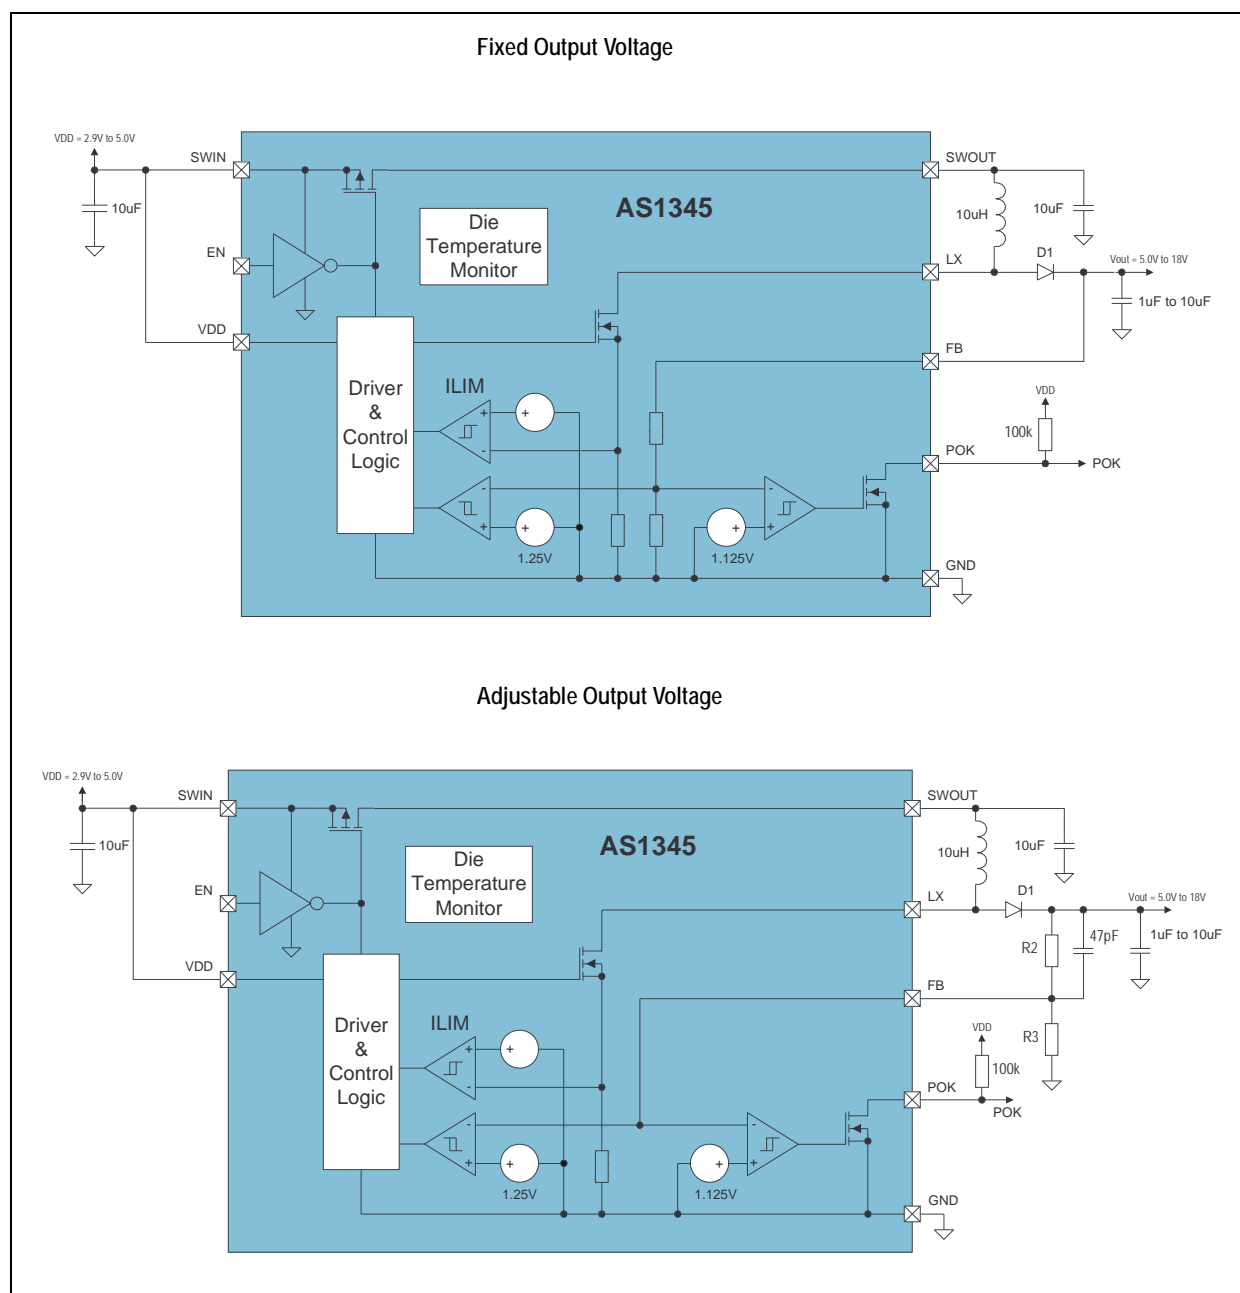 Fixed Output Voltage
VDD = 2.9V to 5.0V
SWIN
SWOUT
10uF
AS1345
10uH
10uF
Die
Temperature
Monitor
EN
LX
D1
Vout = 5.0V to 18V
1uF to 10uF
VDD
FB
Driver
&
Control
Logic
ILIM
+
+
-
VDD
100k
POK
POK
-
+
+
1.25V
-
+
+
1.125V
GND
Adjustable Output Voltage
VDD = 2.9V to 5.0V
SWIN
SWOUT
10uF
AS1345
10uH
10uF
Die
Temperature
Monitor
EN
LX
D1
Vout = 5.0V to 18V
R2
47pF
1uF to 10uF
VDD
FB
Driver
&
Control
Logic
ILIM
+
+
-
VDD
R3
100k
POK
POK
-
+
+
1.25V
-
+
+
1.125V
GND